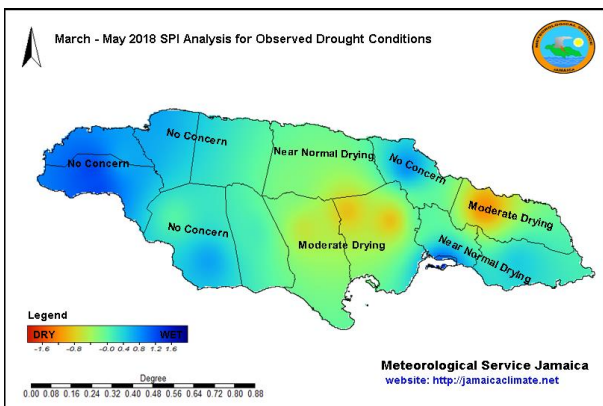 March - May 2018 SPI Analysis for Observed Drought Conditions
METEOROLOGICAL SERVICE
JAMAICA
No Concern
No Concern
Near Normal Drying
No Concern
Moderate Drying
No Concern
Moderate Drying
Near Normal Drying
Legend
DRY WET
-1.6 -0.8 -0.0 0.4 0.8 1.2 1.6
Degree
0.00 0.08 0.16 0.24 0.32 0.40 0.48 0.56 0.64 0.72 0.80 0.88
Meteorological Service Jamaica
website: http://jamaicaclimate.net